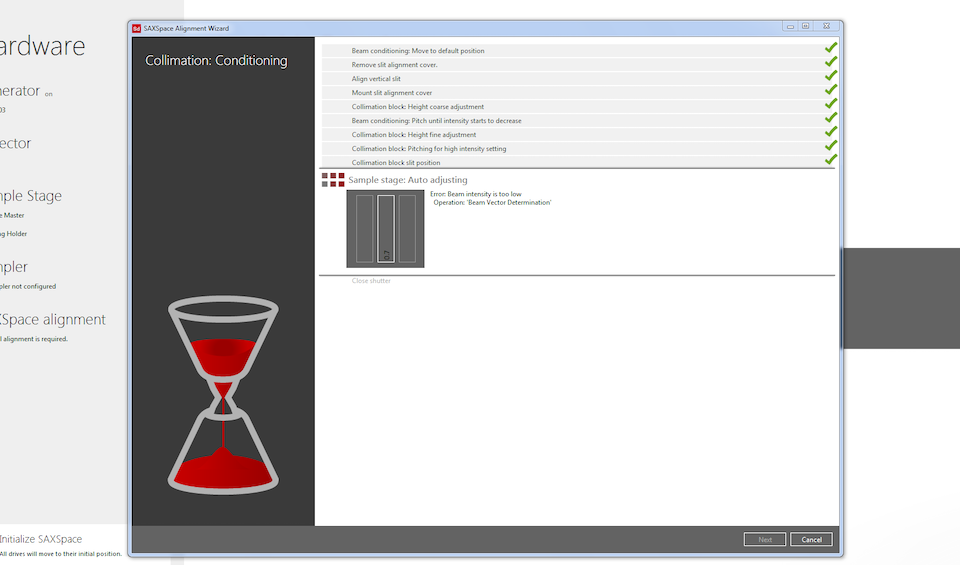 SAXSpace Alignment Wizard
ardware
Collimation: Conditioning
nerator on
03
ector
nple Stage
e Master
ng Holder
npler
pler not configured
XSpace alignment
l alignment is required.
Initialize SAXSpace
All drives will move to their initial position.
Beam conditioning: Move to default position
Remove slit alignment cover.
Align vertical slit
Mount slit alignment cover
Collimation block: Height coarse adjustment
Beam conditioning: Pitch until intensity starts to decrease
Collimation block: Height fine adjustment
Collimation block: Pitching for high intensity setting
Collimation block slit position
Sample stage: Auto adjusting
Error: Beam intensity is too low
Operation: 'Beam Vector Determination'
0.7
Close shutter
Next
Cancel